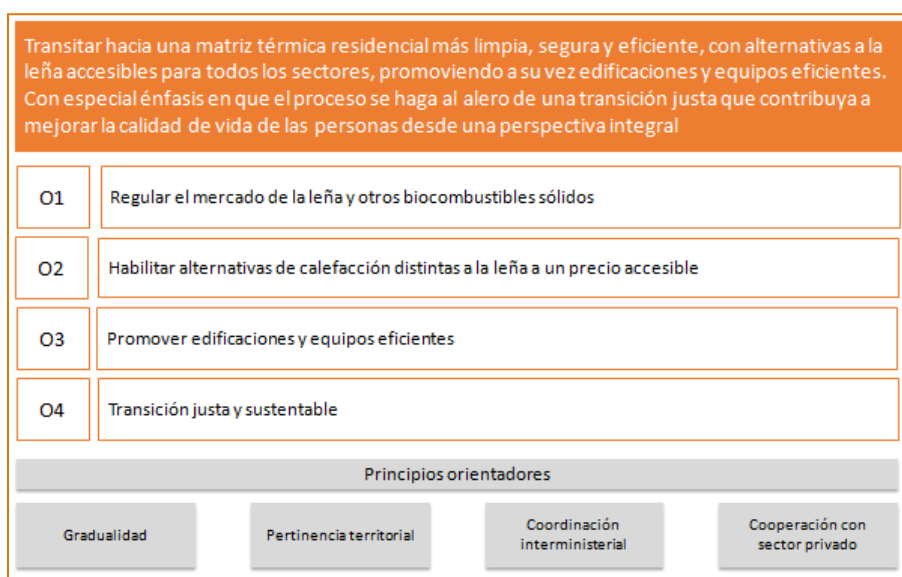 Transitar hacia una matriz térmica residencial más limpia, segura y eficiente, con alternativas a la
leña accesibles para todos los sectores, promoviendo a su vez edificaciones y equipos eficientes.
Con especial énfasis en que el proceso se haga al alero de una transición justa que contribuya a
mejorar la calidad de vida de las personas desde una perspectiva integral
O1
Regular el mercado de la leña y otros biocombustibles sólidos
O2
Habilitar alternativas de calefacción distintas a la leña a un precio accesible
O3
Promover edificaciones y equipos eficientes
O4
Transición justa y sustentable
Principios orientadores
Gradualidad
Pertinencia territorial
Coordinación
interministerial
Cooperación con
sector privado